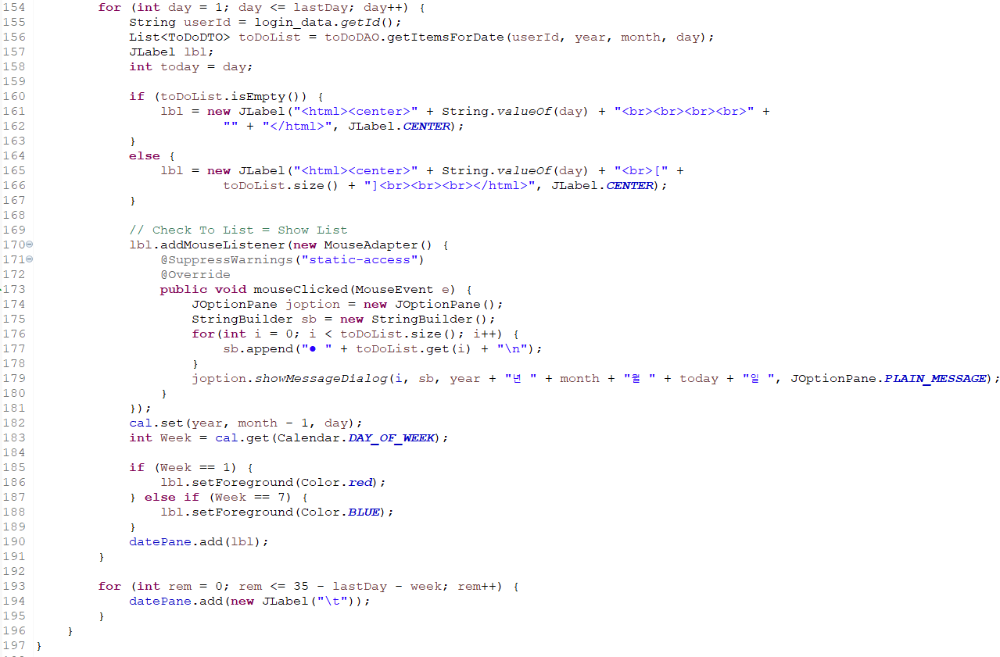 154 for (int day = 1; day <= lastDay; day++) {
155 String userId = login_data.getId();
156 List<ToDoDTO> toDoList = toDoDAO.getItemsForDate(userId, year, month, day);
157 JLabel lbl;
158 int today = day;
159
160 if (toDoList.isEmpty()) {
161 lbl = new JLabel("<html><center>" + String.valueOf(day) + "<br><br><br><br>" +
162 "" + "</html>", JLabel.CENTER);
163 }
164 else {
165 lbl = new JLabel("<html><center>" + String.valueOf(day) + "<br>[" +
166 toDoList.size() + "]<br><br><br></html>", JLabel.CENTER);
167 }
168
169 // Check To List = Show List
170 lbl.addMouseListener(new MouseAdapter() {
171 @SuppressWarnings("static-access")
172 @Override
173 public void mouseClicked(MouseEvent e) {
174 JOptionPane joption = new JOptionPane();
175 StringBuilder sb = new StringBuilder();
176 for(int i = 0; i < toDoList.size(); i++) {
177 sb.append("● " + toDoList.get(i) + "\n");
178 }
179 joption.showMessageDialog(i, sb, year + "년 " + month + "월 " + today + "일 ", JOptionPane.PLAIN_MESSAGE);
180 }
181 });
182 cal.set(year, month - 1, day);
183 int Week = cal.get(Calendar.DAY_OF_WEEK);
184
185 if (Week == 1) {
186 lbl.setForeground(Color.red);
187 } else if (Week == 7) {
188 lbl.setForeground(Color.BLUE);
189 }
190 datePane.add(lbl);
191 }
192
193 for (int rem = 0; rem <= 35 - lastDay - week; rem++) {
194 datePane.add(new JLabel("\t"));
195 }
196 }
197 }